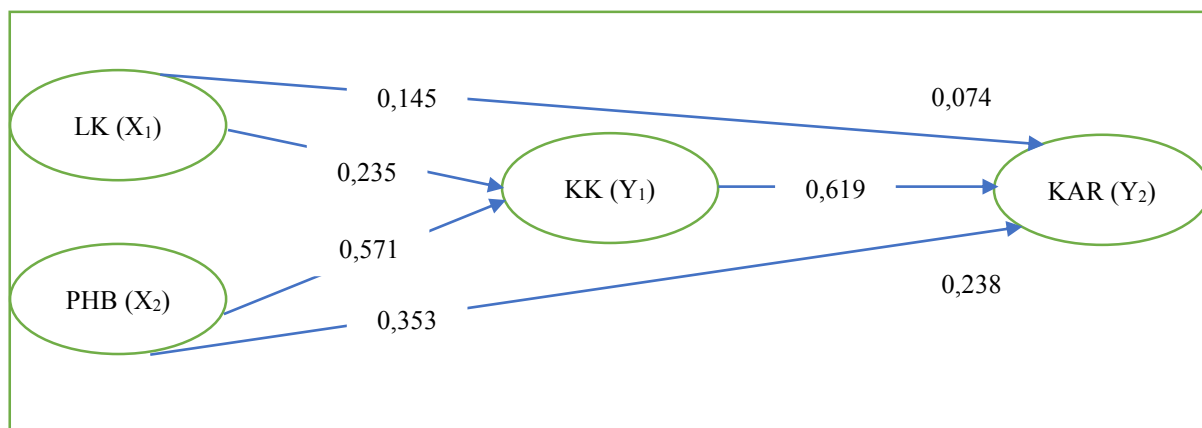 0,145
0,074
LK (X₁)
0,235
KK (Y₁)
0,619
KAR (Y₂)
0,571
PHB (X₂)
0,238
0,353